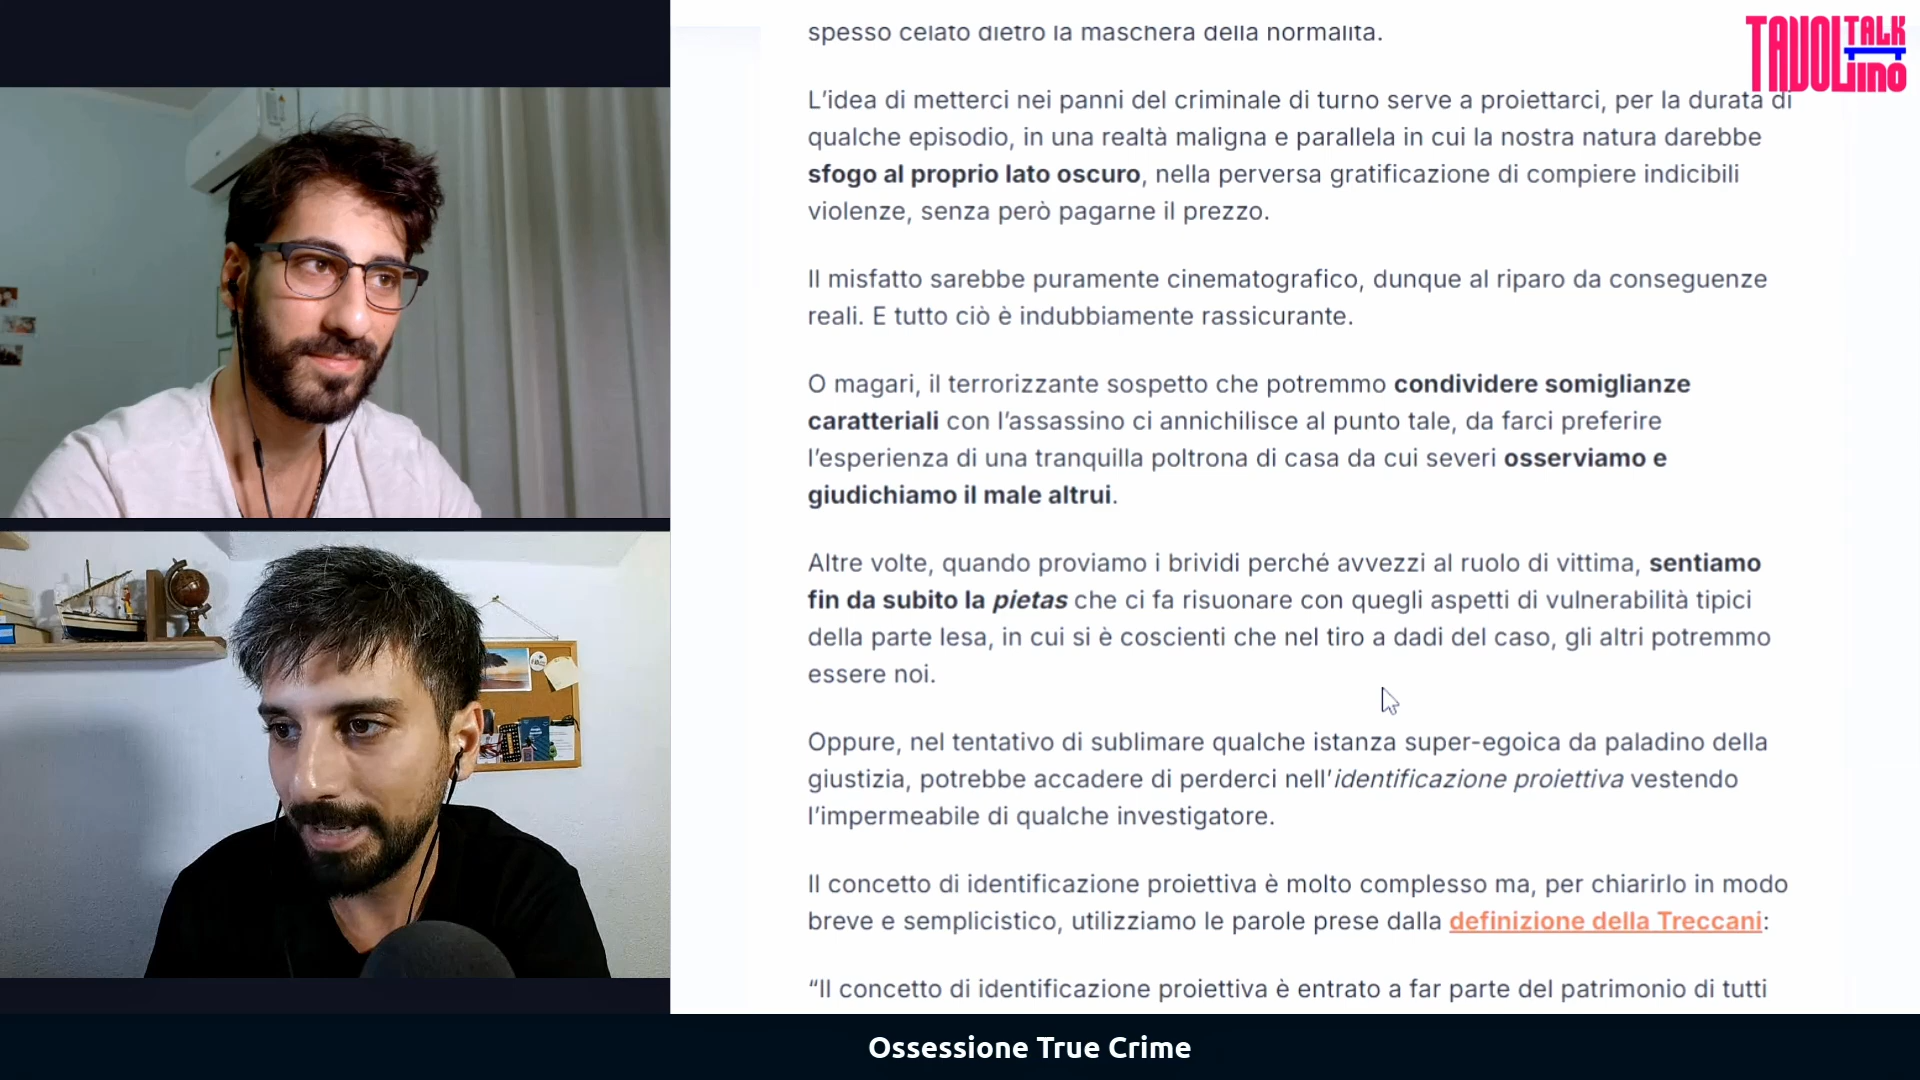 spesso celato dietro la maschera della normalità.
TAVOL TALK
iino
L’idea di metterci nei panni del criminale di turno serve a proiettarci, per la durata di
qualche episodio, in una realtà maligna e parallela in cui la nostra natura darebbe
sfogo al proprio lato oscuro, nella perversa gratificazione di compiere indicibili
violenze, senza però pagarne il prezzo.
Il misfatto sarebbe puramente cinematografico, dunque al riparo da conseguenze
reali. E tutto ciò è indubbiamente rassicurante.
O magari, il terrorizzante sospetto che potremmo condividere somiglianze
caratteriali con l’assassino ci annichilisce al punto tale, da farci preferire
l’esperienza di una tranquilla poltrona di casa da cui severi osserviamo e
giudichiamo il male altrui.
Altre volte, quando proviamo i brividi perché avvezzi al ruolo di vittima, sentiamo
fin da subito la pietas che ci fa risuonare con quegli aspetti di vulnerabilità tipici
della parte lesa, in cui si è coscienti che nel tiro a dadi del caso, gli altri potremmo
essere noi.
Oppure, nel tentativo di sublimare qualche istanza super-egoica da paladino della
giustizia, potrebbe accadere di perderci nell’identificazione proiettiva vestendo
l’impermeabile di qualche investigatore.
Il concetto di identificazione proiettiva è molto complesso ma, per chiarirlo in modo
breve e semplicistico, utilizziamo le parole prese dalla definizione della Treccani:
“Il concetto di identificazione proiettiva è entrato a far parte del patrimonio di tutti
Ossessione True Crime